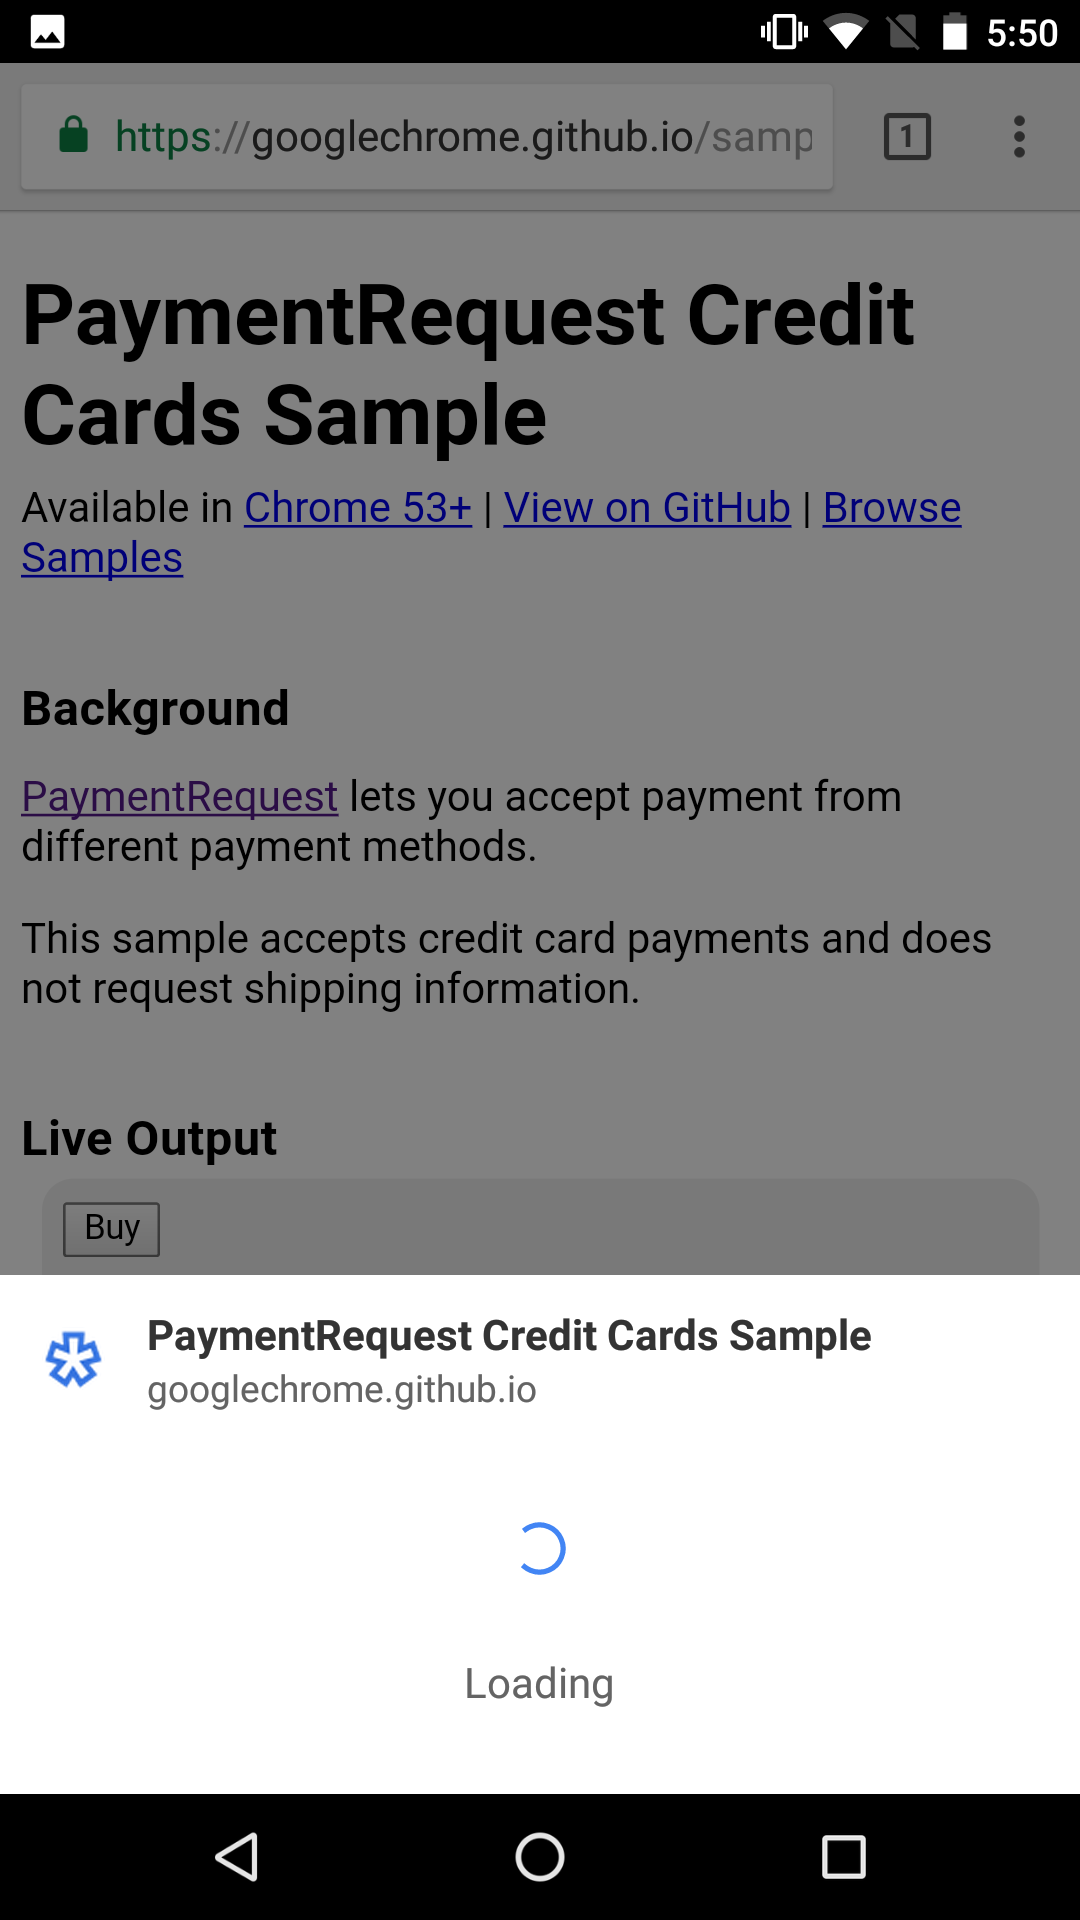 5:50
https://googlechrome.github.io/samp
1
PaymentRequest Credit
Cards Sample
Available in Chrome 53+ | View on GitHub | Browse
Samples
Background
PaymentRequest lets you accept payment from
different payment methods.
This sample accepts credit card payments and does
not request shipping information.
Live Output
Buy
PaymentRequest Credit Cards Sample
googlechrome.github.io
Loading